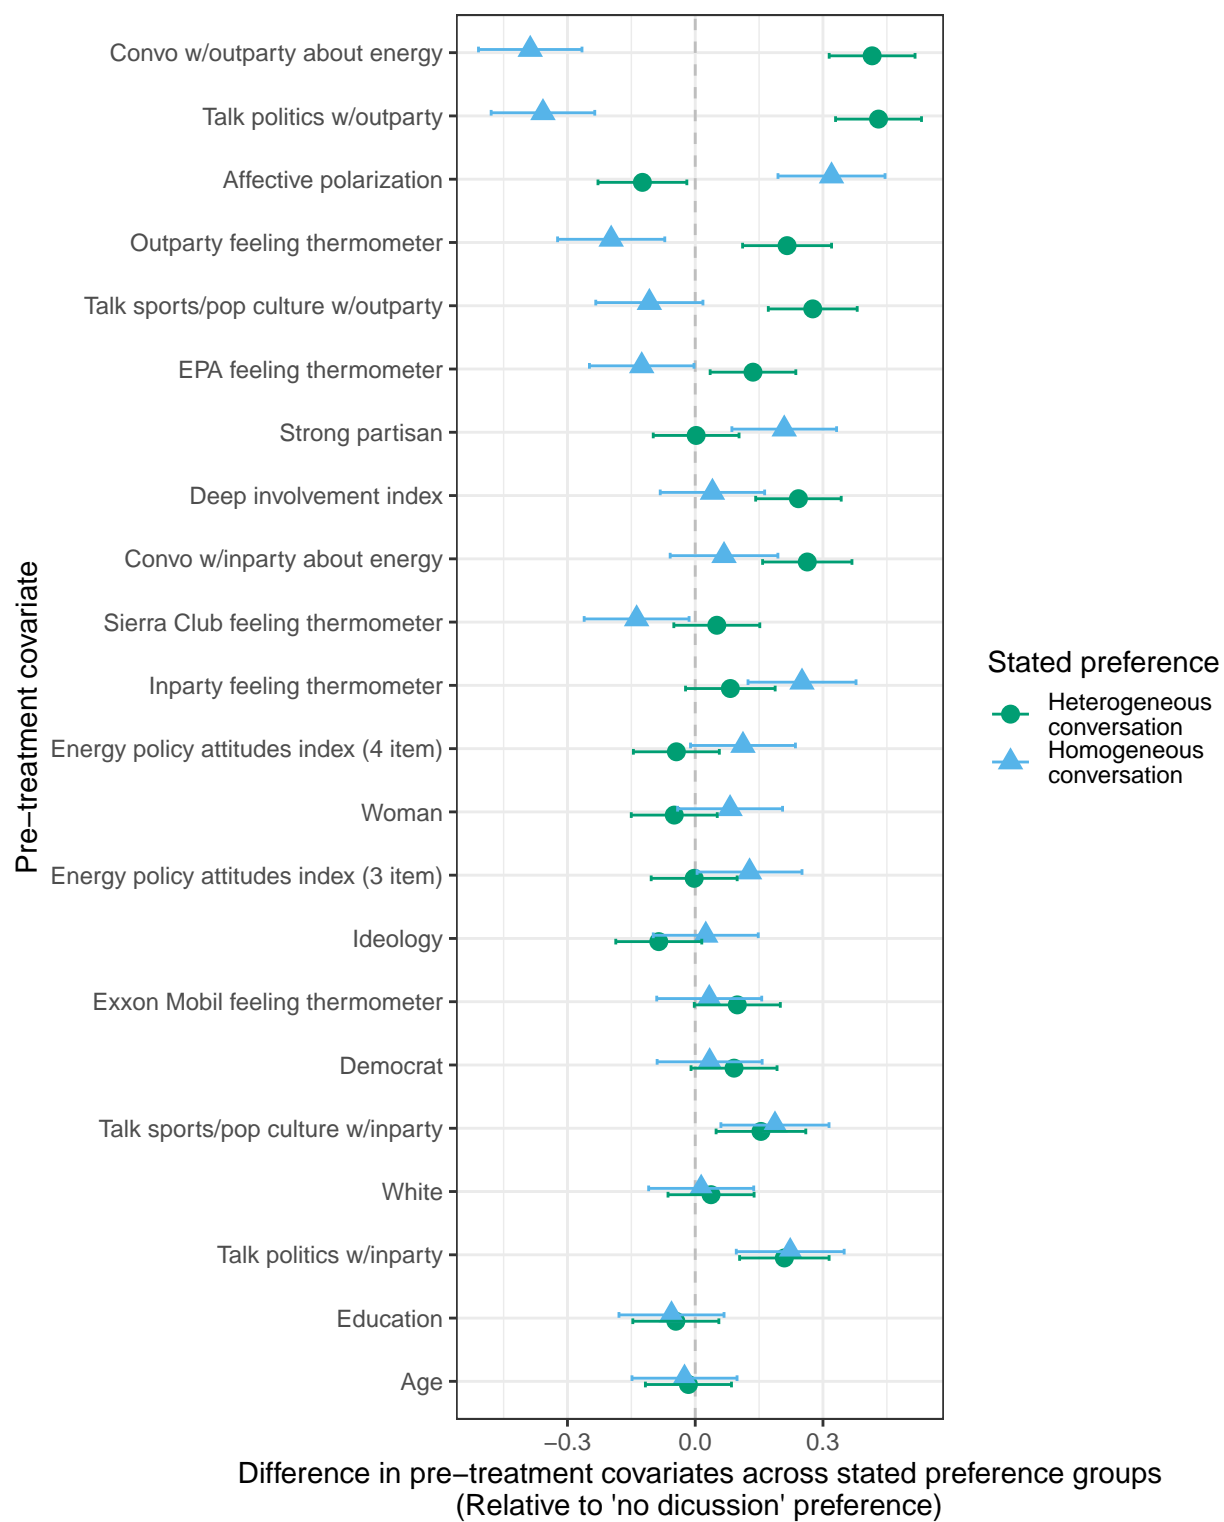 Convo w/outparty about energy
Talk politics w/outparty
Affective polarization
Outparty feeling thermometer
Talk sports/pop culture w/outparty
EPA feeling thermometer
Strong partisan
Deep involvement index
Convo w/inparty about energy
Sierra Club feeling thermometer
Inparty feeling thermometer
Energy policy attitudes index (4 item)
Woman
Energy policy attitudes index (3 item)
Ideology
Exxon Mobil feeling thermometer
Democrat
Talk sports/pop culture w/inparty
White
Talk politics w/inparty
Education
Age
Pre−treatment covariate
−0.3 0.0 0.3
Difference in pre−treatment covariates across stated preference groups
(Relative to 'no dicussion' preference)
Stated preference
Heterogeneous
conversation
Homogeneous
conversation